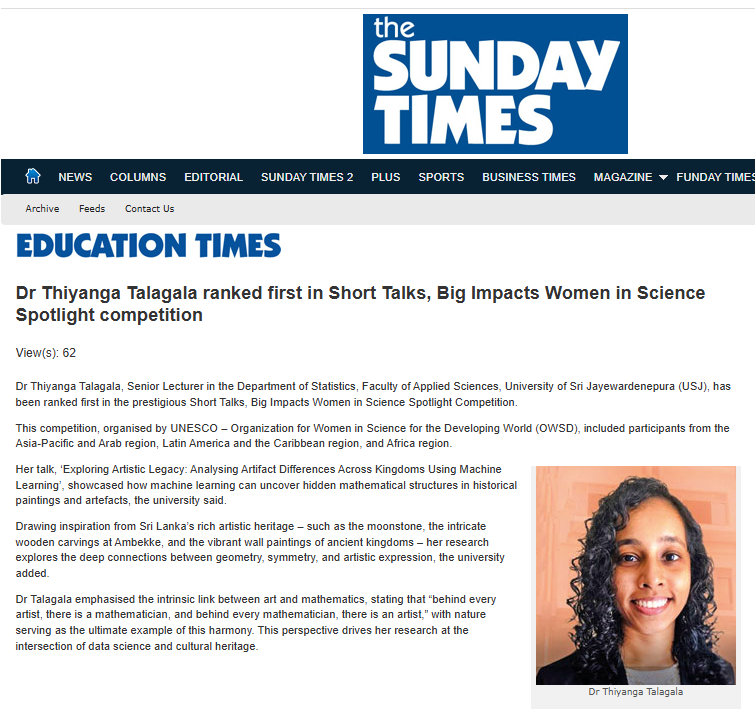 the
SUNDAY
TIMES
NEWS COLUMNS EDITORIAL SUNDAY TIMES 2 PLUS SPORTS BUSINESS TIMES MAGAZINE FUNDAY TIMES
Archive Feeds Contact Us
EDUCATION TIMES
Dr Thiyanga Talagala ranked first in Short Talks, Big Impacts Women in Science
Spotlight competition
View(s): 62
Dr Thiyanga Talagala, Senior Lecturer in the Department of Statistics, Faculty of Applied Sciences, University of Sri Jayewardenepura (USJ), has
been ranked first in the prestigious Short Talks, Big Impacts Women in Science Spotlight Competition.
This competition, organised by UNESCO – Organization for Women in Science for the Developing World (OWSD), included participants from the
Asia-Pacific and Arab region, Latin America and the Caribbean region, and Africa region.
Her talk, ‘Exploring Artistic Legacy: Analysing Artifact Differences Across Kingdoms Using Machine
Learning’, showcased how machine learning can uncover hidden mathematical structures in historical
paintings and artefacts, the university said.
Drawing inspiration from Sri Lanka’s rich artistic heritage – such as the moonstone, the intricate
wooden carvings at Ambekke, and the vibrant wall paintings of ancient kingdoms – her research
explores the deep connections between geometry, symmetry, and artistic expression, the university
added.
Dr Talagala emphasised the intrinsic link between art and mathematics, stating that “behind every
artist, there is a mathematician, and behind every mathematician, there is an artist,” with nature
serving as the ultimate example of this harmony. This perspective drives her research at the
intersection of data science and cultural heritage.
Dr Thiyanga Talagala